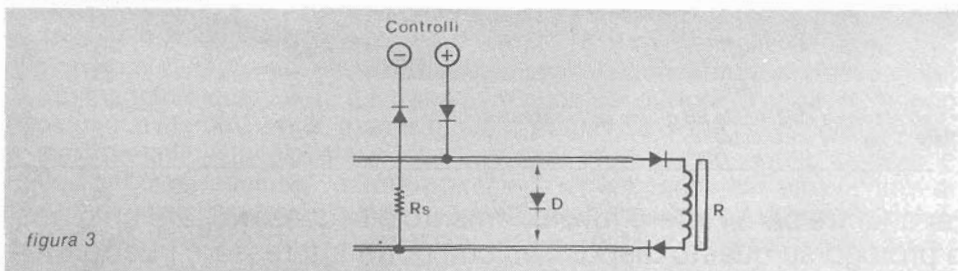 Controlli
− +
Rs
D
R
figura 3